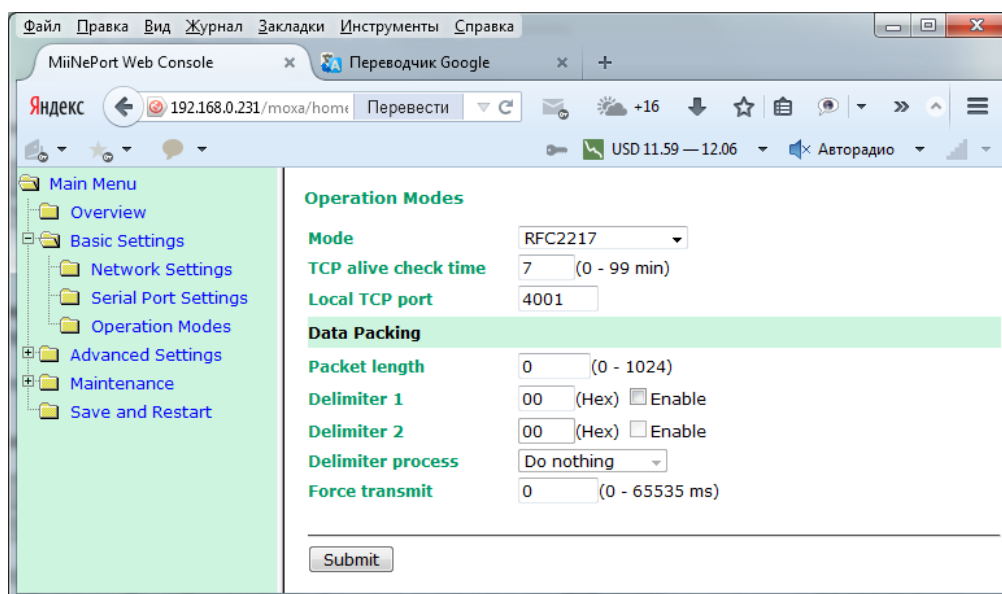 Файл Правка Вид Журнал Закладки Инструменты Справка
MiiNePort Web Console
Переводчик Google
Яндекс 192.168.0.231/moxa/home Перевести +16
USD 11.59 — 12.06 Авторадио
Main Menu
Overview
Basic Settings
Network Settings
Serial Port Settings
Operation Modes
Advanced Settings
Maintenance
Save and Restart
Operation Modes
Mode RFC2217
TCP alive check time 7 (0 - 99 min)
Local TCP port 4001
Data Packing
Packet length 0 (0 - 1024)
Delimiter 1 00 (Hex) Enable
Delimiter 2 00 (Hex) Enable
Delimiter process Do nothing
Force transmit 0 (0 - 65535 ms)
Submit